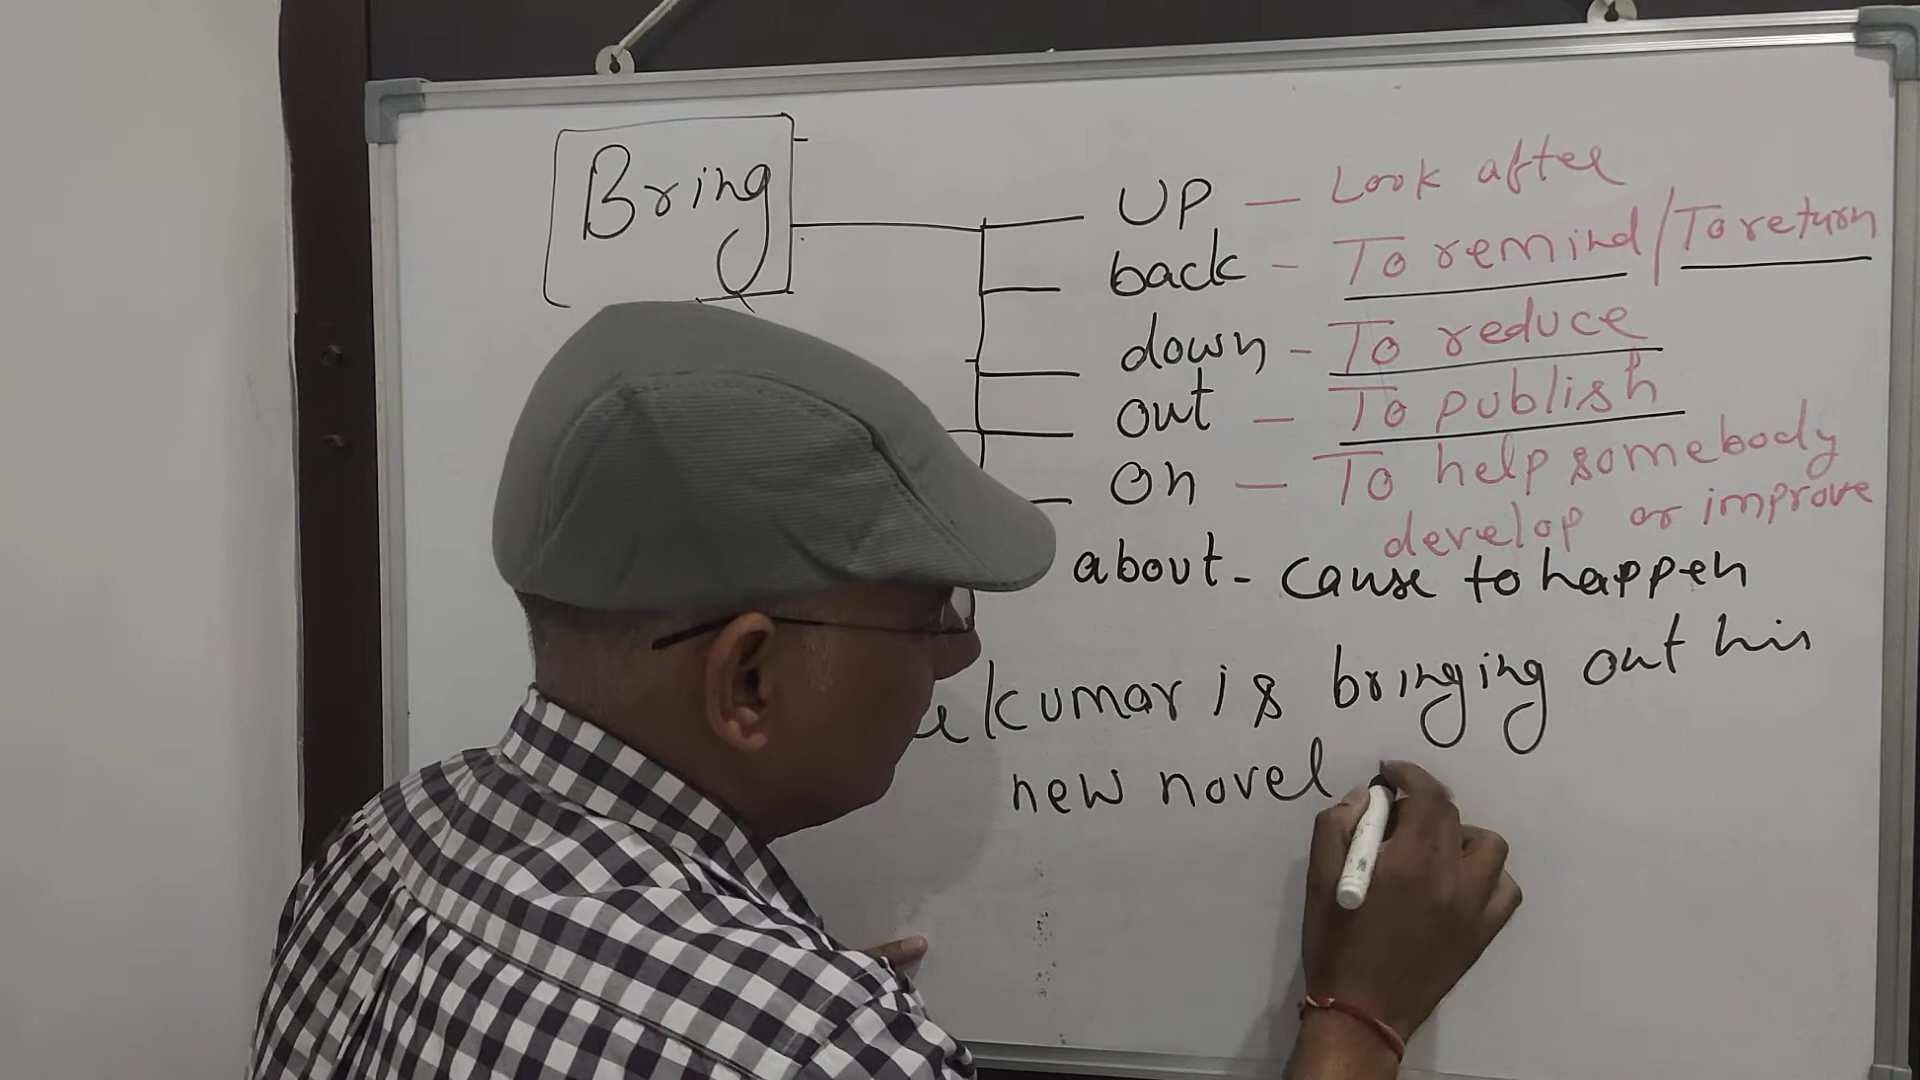 Bring
UP — Look after
back - To remind / To return
down - To reduce
out — To publish
On — To help somebody
develop or improve
about - cause to happen
kumar is bringing out his
new novel